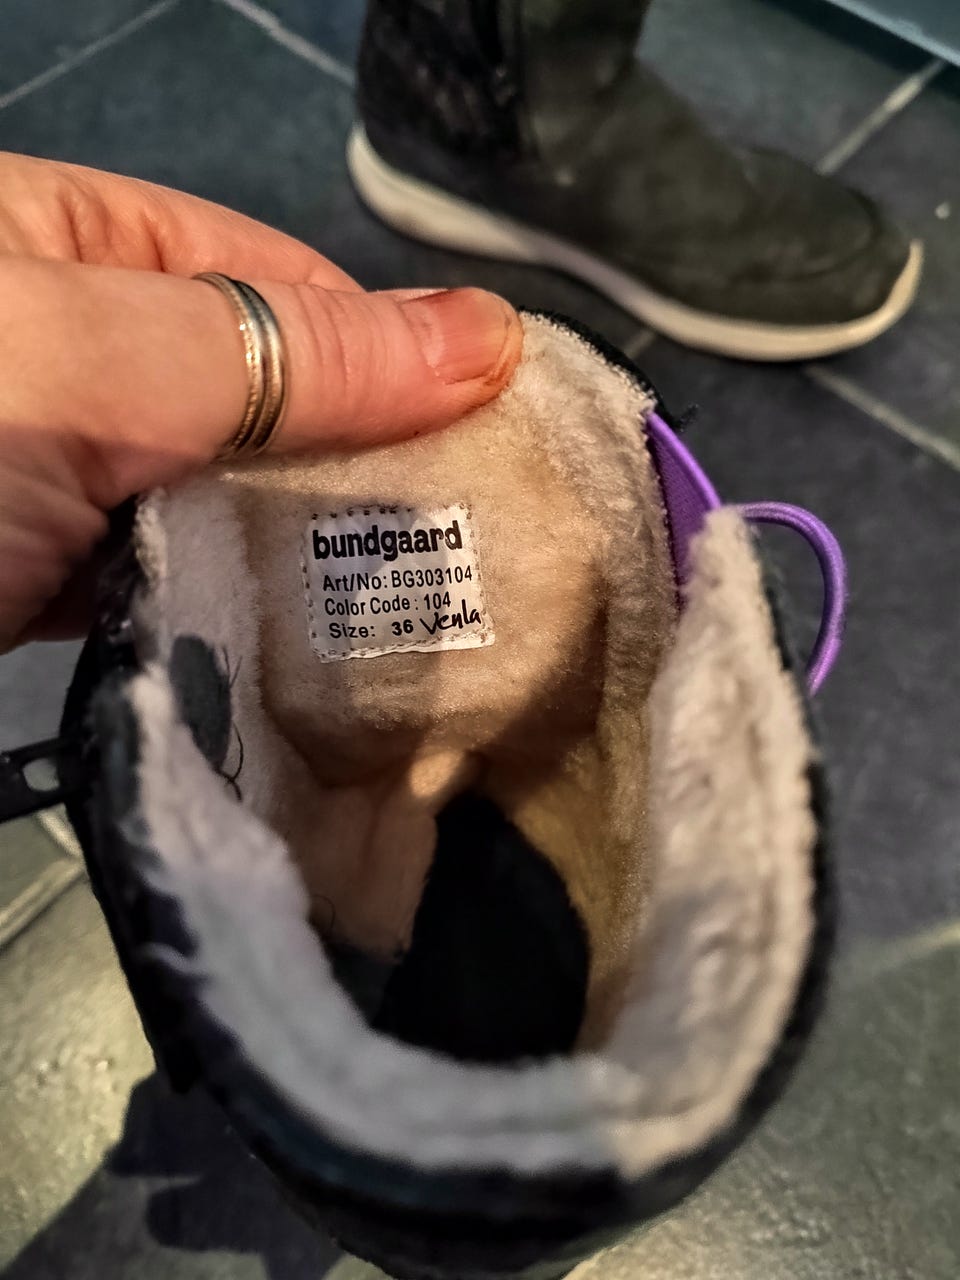 bundgaard
Art/No: BG303104
Color Code: 104
Size: 36 Venla